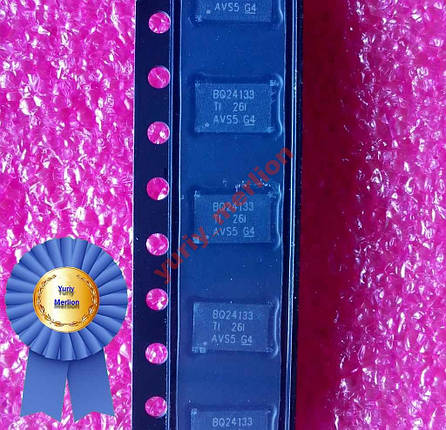 AVS5 G4
BQ24133
TI 26I
AVS5 G4
BQ24133
TI 26I
AVS5 G4
yuriy merlion
Yuriy
Merlion
BQ24133
TI 26I
AVS5 G4
BQ24133